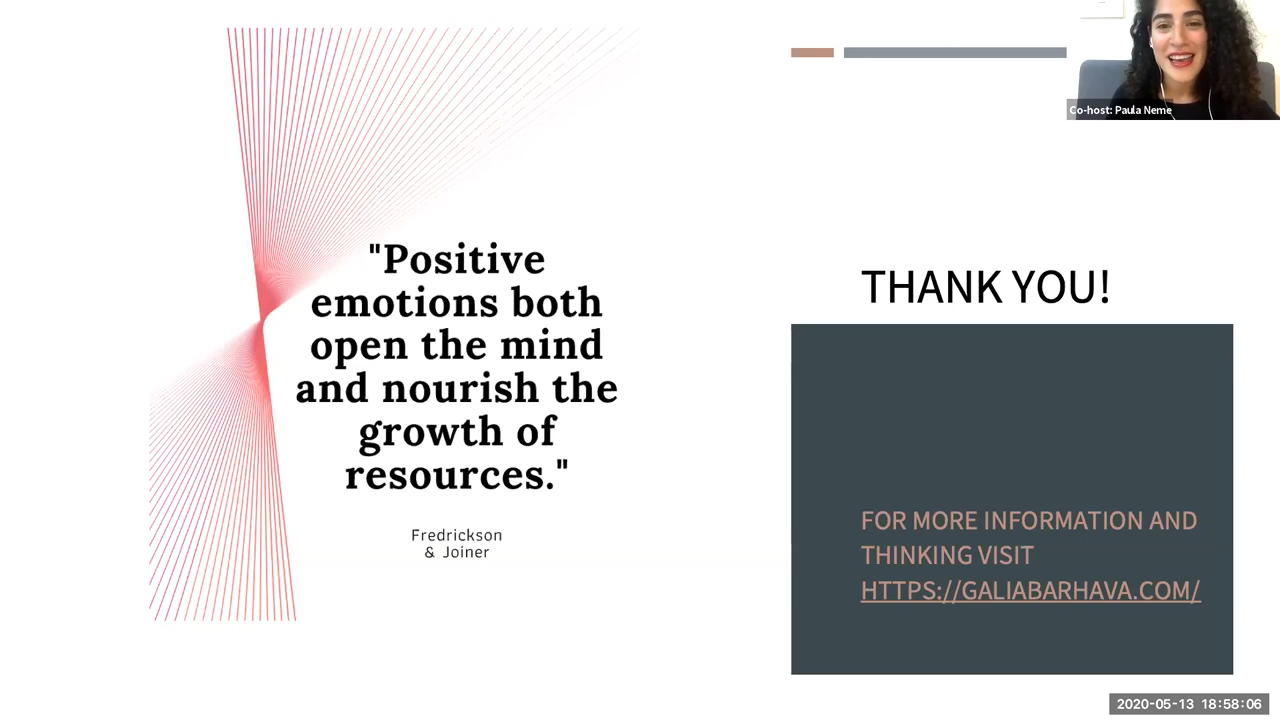 "Positive
emotions both
open the mind
and nourish the
growth of
resources."
Fredrickson
& Joiner
Co-host: Paula Neme
THANK YOU!
FOR MORE INFORMATION AND
THINKING VISIT
HTTPS://GALIABARHAVA.COM/
2020-05-13 18:58:06